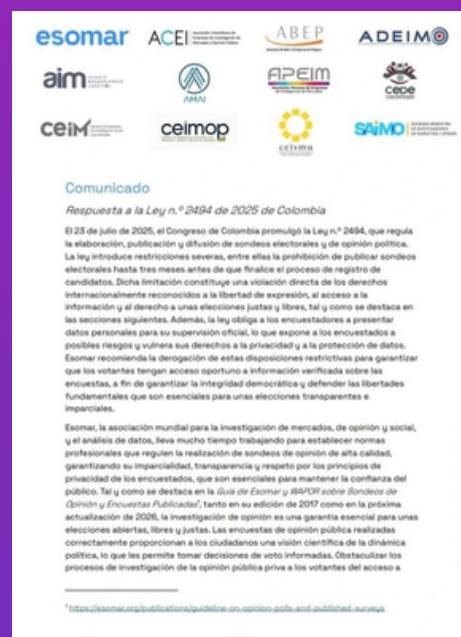 esomar
ACEI
ABEP
ADEIMO
aim
AMAI
APEIM
cede
CEIM
ceimop
ceismu
SAIMO
Comunicado
Respuesta a la Ley n.º 2494 de 2025 de Colombia
El 23 de julio de 2025, el Congreso de Colombia promulgó la Ley n.º 2494, que regula
la elaboración, publicación y difusión de sondeos electorales y de opinión política.
La ley introduce restricciones severas, entre ellas la prohibición de publicar sondeos
electorales hasta tres meses antes de que finalice el proceso de registro de
candidatos. Dicha limitación constituye una violación directa de los derechos
internacionalmente reconocidos a la libertad de expresión, al acceso a la
información y al derecho a unas elecciones justas y libres, tal y como se destaca en
las secciones siguientes. Además, la ley obliga a los encuestadores a presentar
datos personales para su supervisión oficial, lo que expone a los encuestados a
posibles riesgos y vulnera sus derechos a la privacidad y a la protección de datos.
Esomar recomienda la derogación de estas disposiciones restrictivas para garantizar
que los votantes tengan acceso oportuno a información verificada sobre las
encuestas, a fin de garantizar la integridad democrática y defender las libertades
fundamentales que son esenciales para unas elecciones transparentes e
imparciales.
Esomar, la asociación mundial para la investigación de mercados, de opinión y social,
y el análisis de datos, lleva mucho tiempo trabajando para establecer normas
profesionales que regulen la realización de sondeos de opinión de alta calidad,
garantizando su imparcialidad, transparencia y respeto por los principios de
privacidad de los encuestados, que son esenciales para mantener la confianza del
público. Tal y como se destaca en la Guía de Esomar y WAPOR sobre Sondeos de
Opinión y Encuestas Publicadas¹, tanto en su edición de 2017 como en la próxima
actualización de 2026, la investigación de opinión es una garantía esencial para unas
elecciones abiertas, libres y justas. Las encuestas de opinión pública realizadas
correctamente proporcionan a los ciudadanos una visión científica de la dinámica
política, lo que les permite tomar decisiones de voto informadas. Obstaculizar los
procesos de investigación de la opinión pública priva a los votantes del acceso a
¹ https://esomar.org/publications/guideline-on-opinion-polls-and-published-surveys